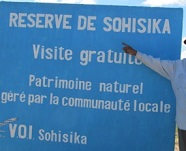 RESERVE DE SOHISIKA
Visite gratuite
Patrimoine naturel
géré par la communauté locale
VOI Sohisika